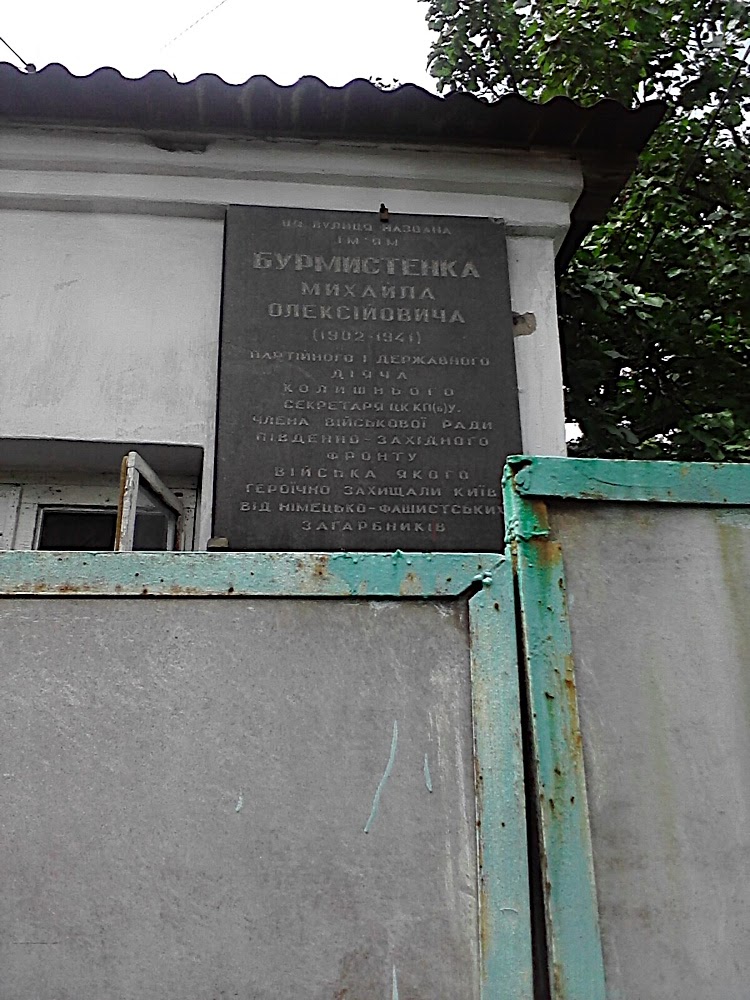 ЦЯ ВУЛИЦЯ НАЗВАНА
ІМ'ЯМ
БУРМИСТЕНКА
МИХАЙЛА
ОЛЕКСІЙОВИЧА
(1902-1941)
ПАРТІЙНОГО І ДЕРЖАВНОГО
ДІЯЧА
КОЛИШНЬОГО
СЕКРЕТАРЯ ЦК КП(б)У.
ЧЛЕНА ВІЙСЬКОВОЇ РАДИ
ПІВДЕННО-ЗАХІДНОГО
ФРОНТУ
ВІЙСЬКА ЯКОГО
ГЕРОЇЧНО ЗАХИЩАЛИ КИЇВ
ВІД НІМЕЦЬКО-ФАШИСТСЬКИХ
ЗАГАРБНИКІВ